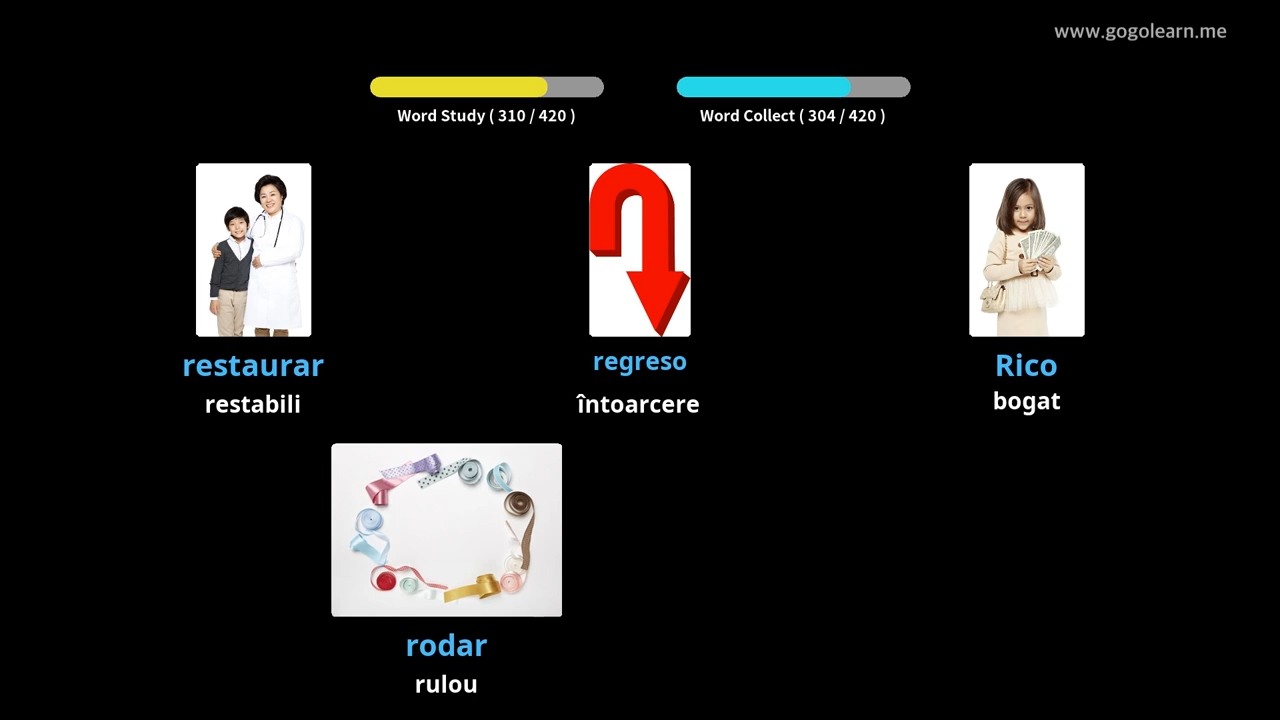 www.gogolearn.me
Word Study ( 310 / 420 )
Word Collect ( 304 / 420 )
restaurar
restabili
regreso
întoarcere
Rico
bogat
rodar
rulou